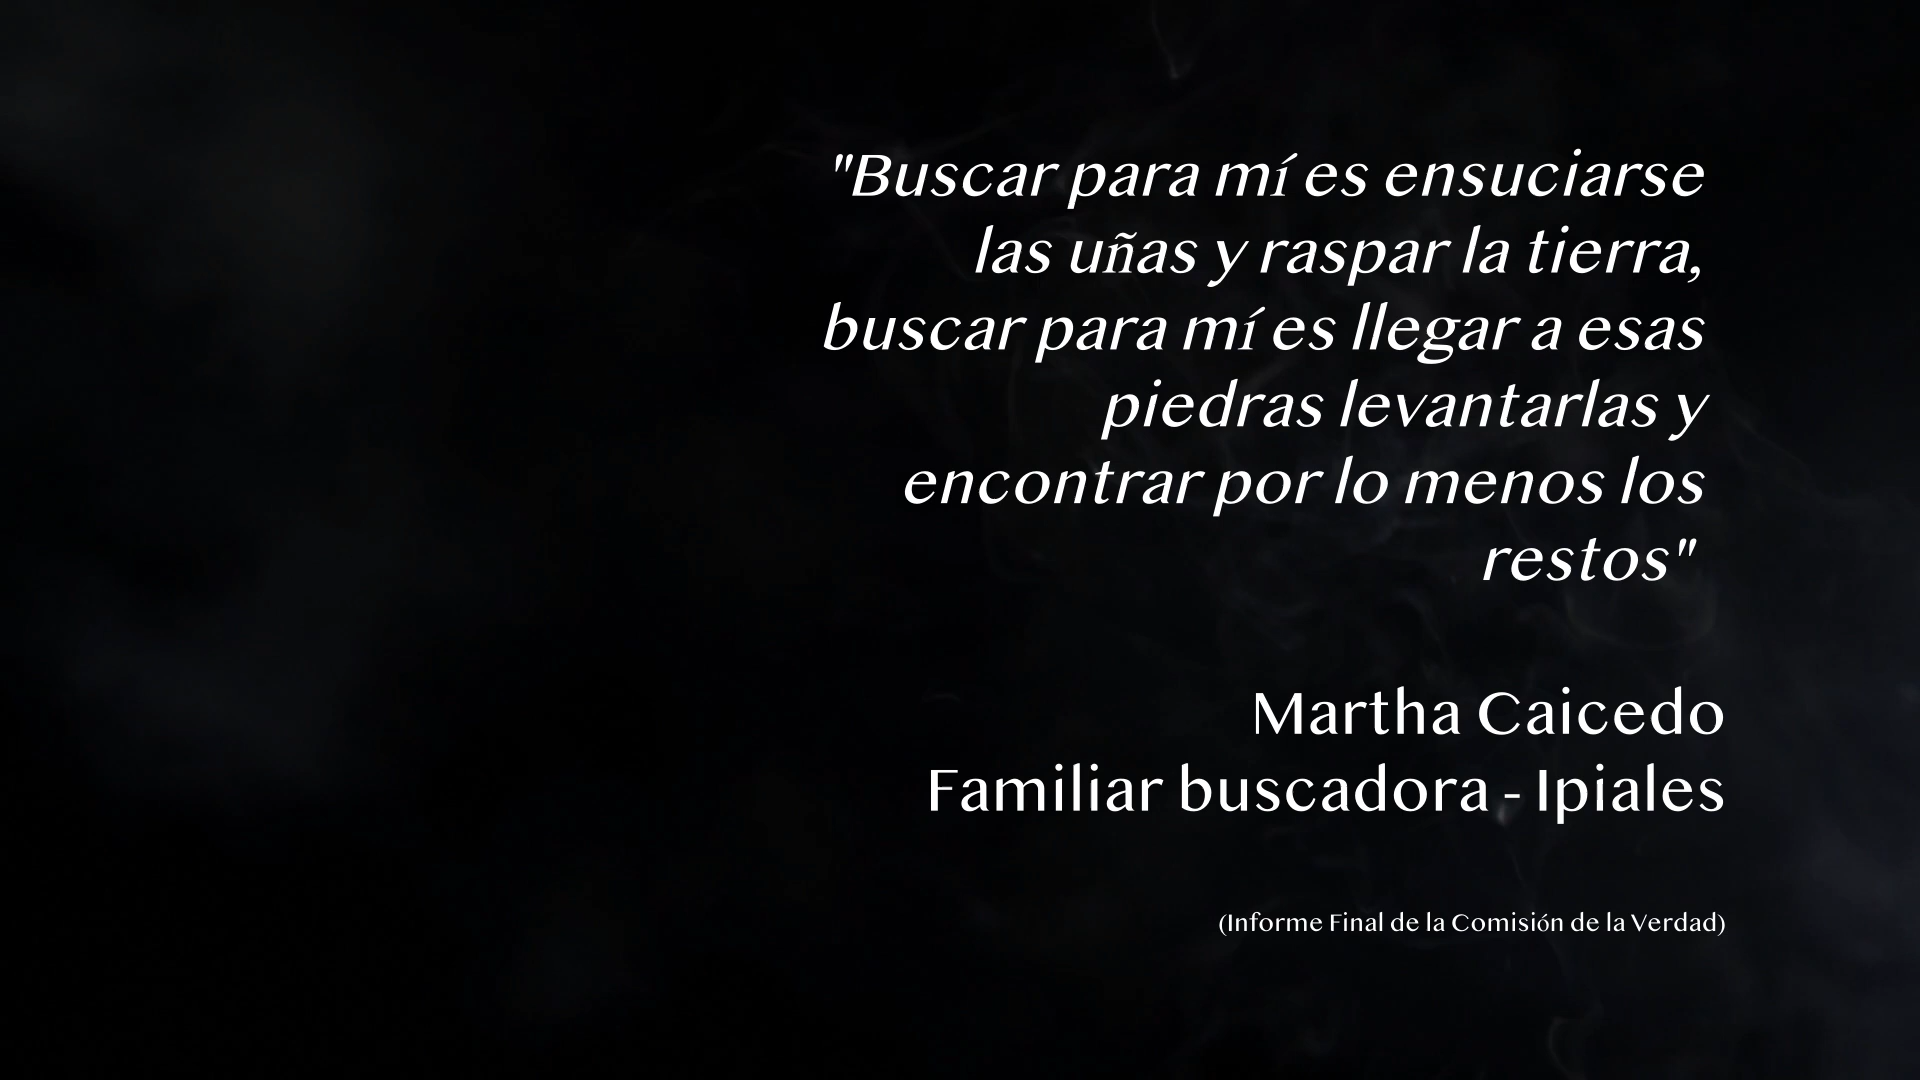 "Buscar para mí es ensuciarse
las uñas y raspar la tierra,
buscar para mí es llegar a esas
piedras levantarlas y
encontrar por lo menos los
restos"
Martha Caicedo
Familiar buscadora - Ipiales
(Informe Final de la Comisión de la Verdad)